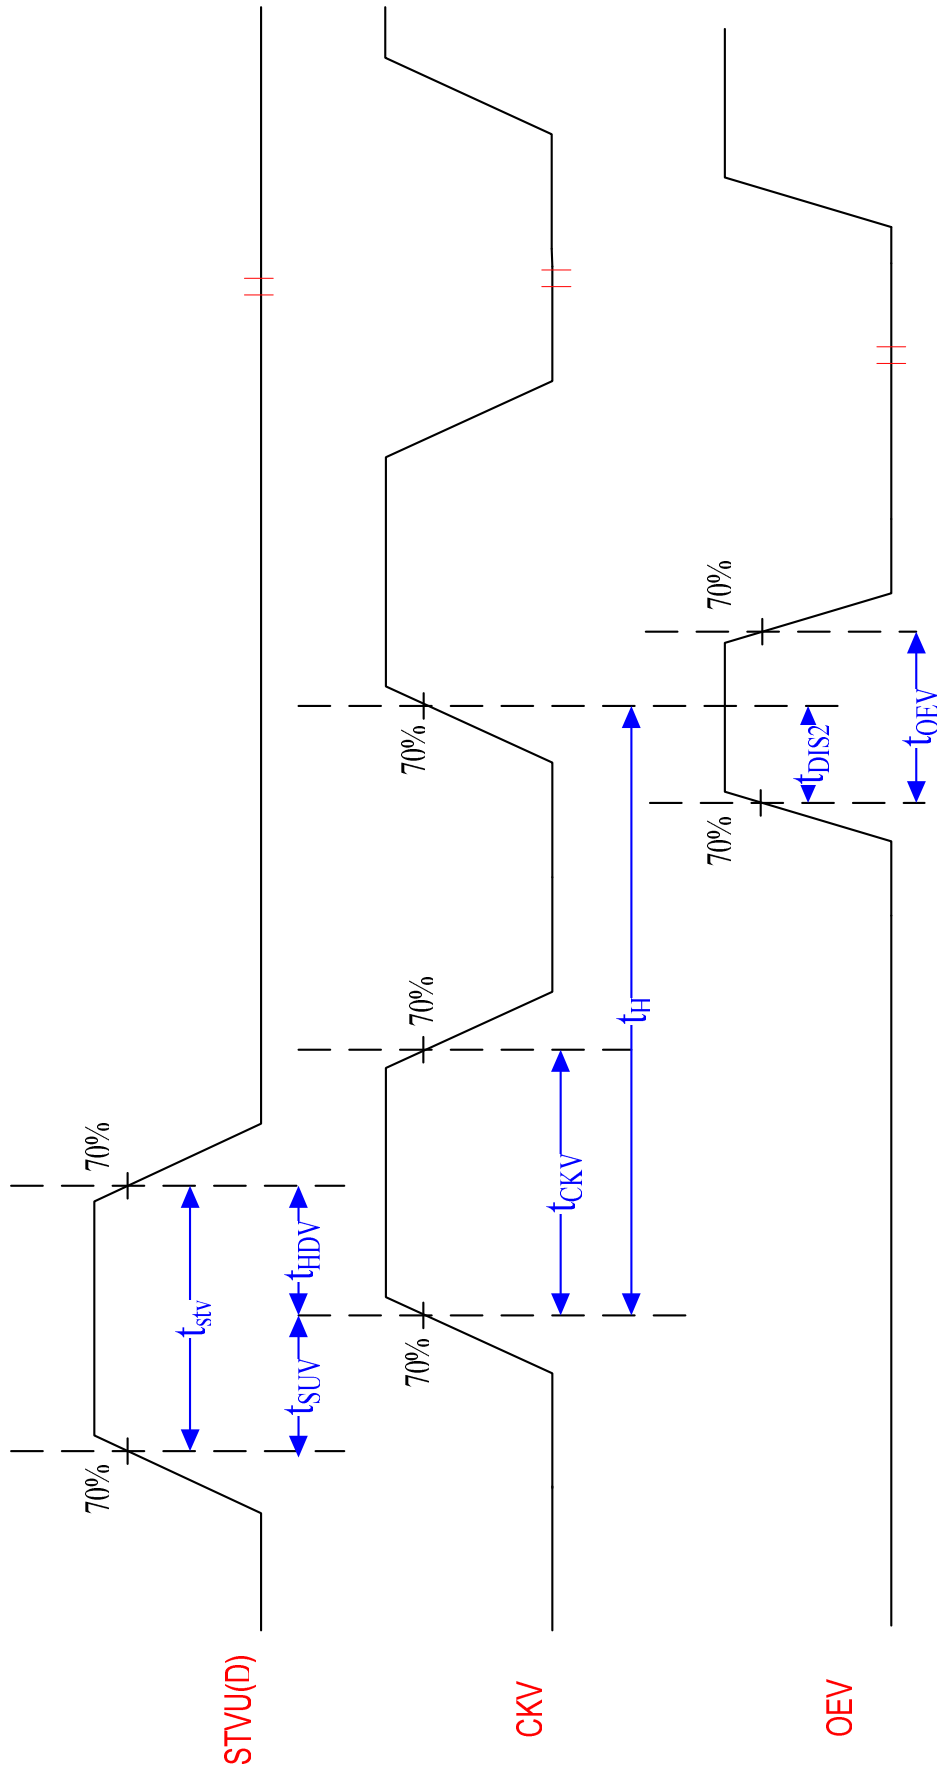 STVU(D)
70%
70%
tstv
tSUV
tHDV
CKV
70%
70%
70%
tCKV
tH
OEV
70%
70%
tDIS2
tOEV